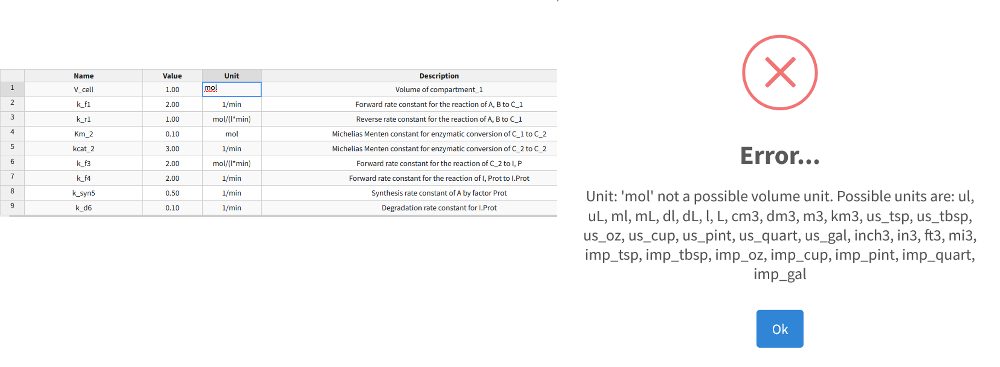 Name Value Unit Description
1 V_cell 1.00 mol Volume of compartment_1
2 k_f1 2.00 1/min Forward rate constant for the reaction of A, B to C_1
3 k_r1 1.00 mol/(l*min) Reverse rate constant for the reaction of A, B to C_1
4 Km_2 0.10 mol Michelias Menten constant for enzymatic conversion of C_1 to C_2
5 kcat_2 3.00 1/min Michelias Menten constant for enzymatic conversion of C_2 to C_2
6 k_f3 2.00 mol/(l*min) Forward rate constant for the reaction of C_2 to I, P
7 k_f4 2.00 1/min Forward rate constant for the reaction of I, Prot to I.Prot
8 k_syn5 0.50 1/min Synthesis rate constant of A by factor Prot
9 k_d6 0.10 1/min Degradation rate constant for I.Prot
Error...
Unit: 'mol' not a possible volume unit. Possible units are: ul,
uL, ml, mL, dl, dL, l, L, cm3, dm3, m3, km3, us_tsp, us_tbsp,
us_oz, us_cup, us_pint, us_quart, us_gal, inch3, in3, ft3, mi3,
imp_tsp, imp_tbsp, imp_oz, imp_cup, imp_pint, imp_quart,
imp_gal
Ok